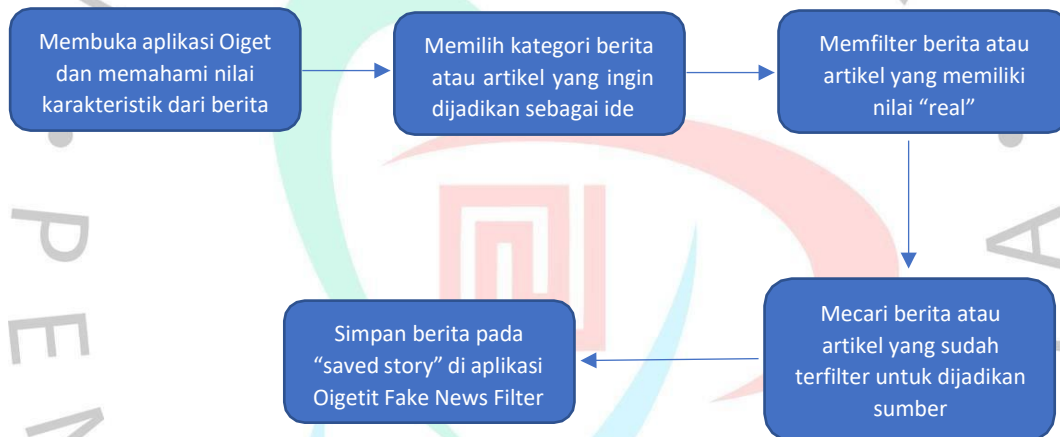 Membuka aplikasi Oiget
dan memahami nilai
karakteristik dari berita
Memilih kategori berita
atau artikel yang ingin
dijadikan sebagai ide
Memfilter berita atau
artikel yang memiliki
nilai “real”
Mecari berita atau
artikel yang sudah
terfilter untuk dijadikan
sumber
Simpan berita pada
“saved story” di aplikasi
Oigetit Fake News Filter
P E
A